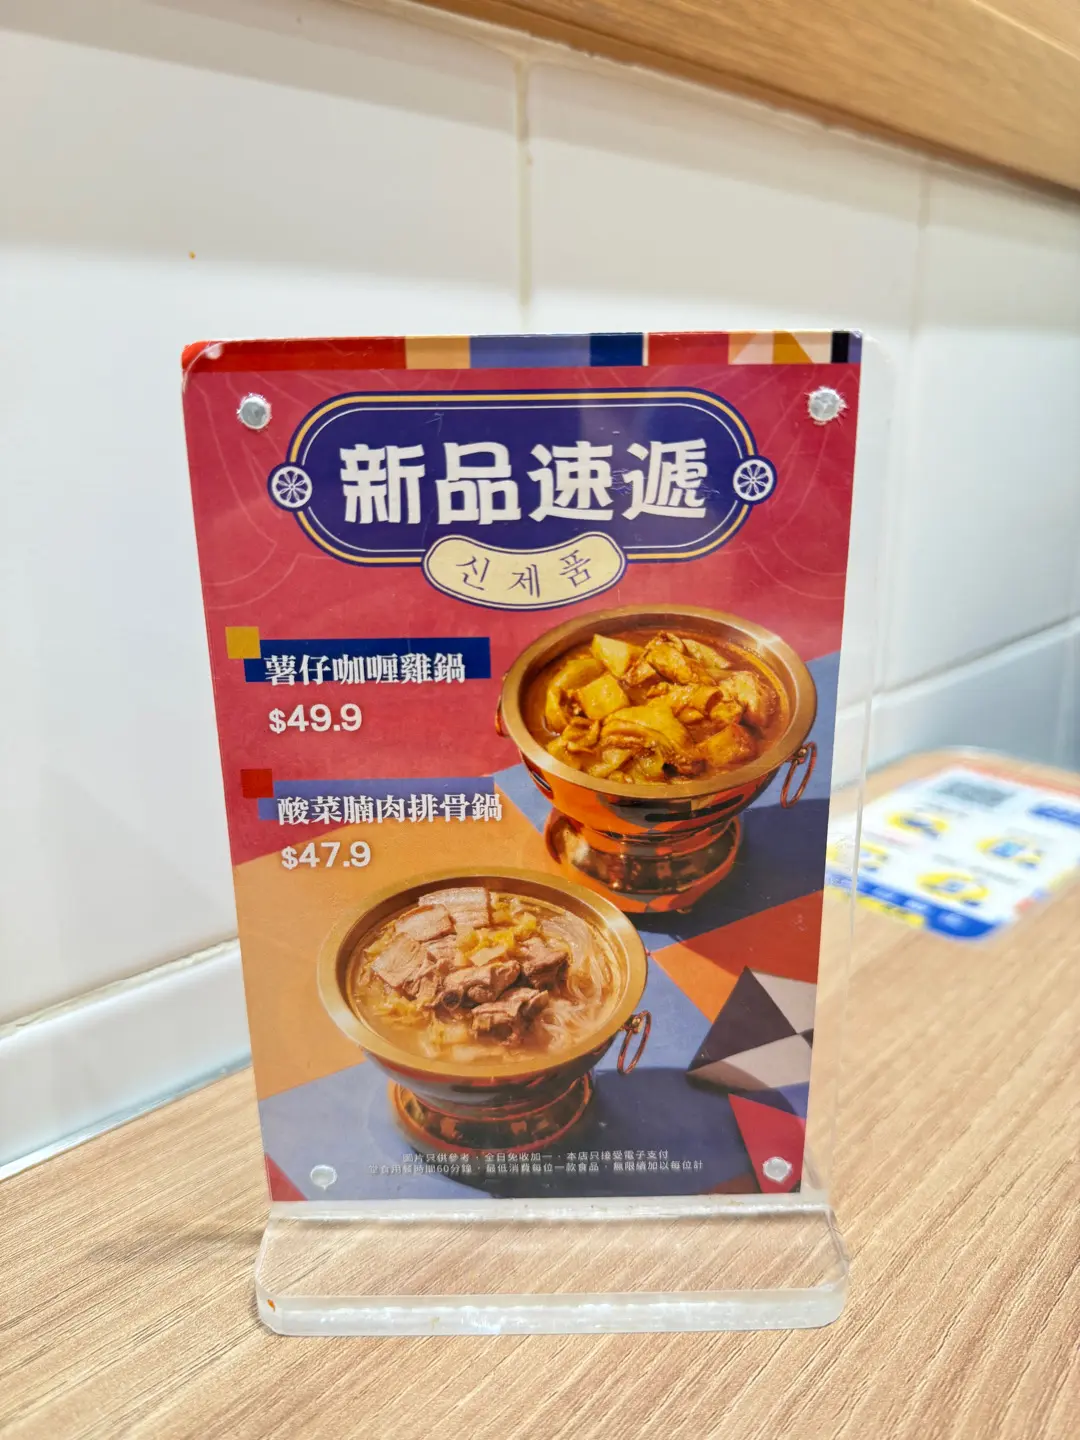 新品速遞
신제품
薯仔咖喱雞鍋
$49.9
酸菜腩肉排骨鍋
$47.9
圖片只供參考，全日免收加一，本店只接受電子支付
堂食用餐時間60分鐘，最低消費每位一款食品，無限續加以每位計